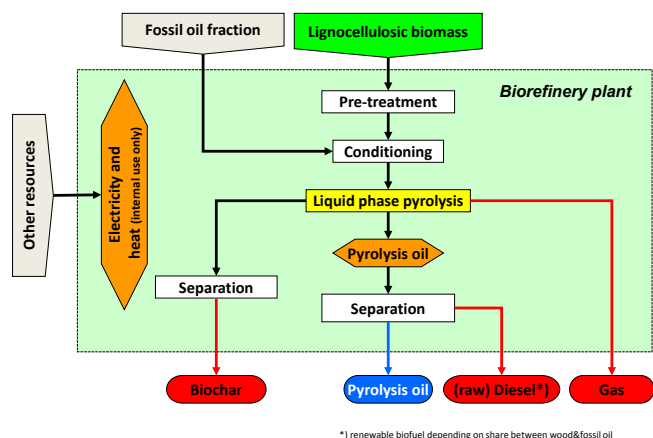 Fossil oil fraction
Lignocellulosic biomass
Biorefinery plant
Pre-treatment
Conditioning
Other resources
Electricity and
heat (internal use only)
Liquid phase pyrolysis
Pyrolysis oil
Separation
Separation
Biochar
Pyrolysis oil
(raw) Diesel*)
Gas
*) renewable biofuel depending on share between wood&fossil oil